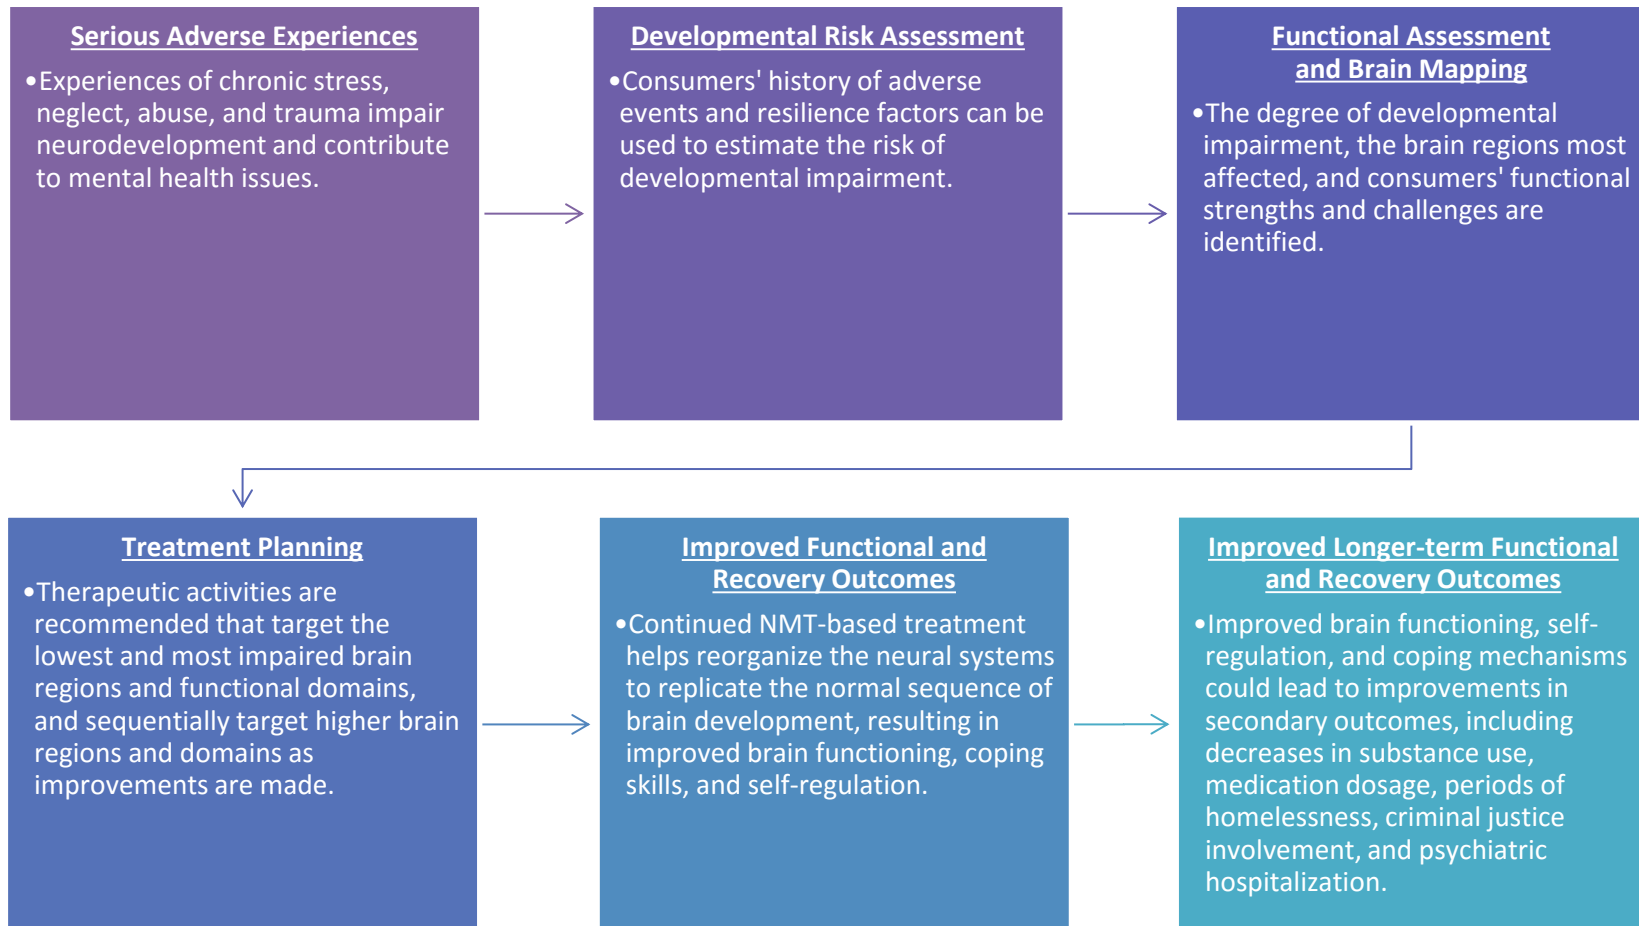 Serious Adverse Experiences
•Experiences of chronic stress,
neglect, abuse, and trauma impair
neurodevelopment and contribute
to mental health issues.
Developmental Risk Assessment
•Consumers' history of adverse
events and resilience factors can be
used to estimate the risk of
developmental impairment.
Functional Assessment
and Brain Mapping
•The degree of developmental
impairment, the brain regions most
affected, and consumers' functional
strengths and challenges are
identified.
Treatment Planning
•Therapeutic activities are
recommended that target the
lowest and most impaired brain
regions and functional domains,
and sequentially target higher brain
regions and domains as
improvements are made.
Improved Functional and
Recovery Outcomes
•Continued NMT-based treatment
helps reorganize the neural systems
to replicate the normal sequence of
brain development, resulting in
improved brain functioning, coping
skills, and self-regulation.
Improved Longer-term Functional
and Recovery Outcomes
•Improved brain functioning, self-
regulation, and coping mechanisms
could lead to improvements in
secondary outcomes, including
decreases in substance use,
medication dosage, periods of
homelessness, criminal justice
involvement, and psychiatric
hospitalization.